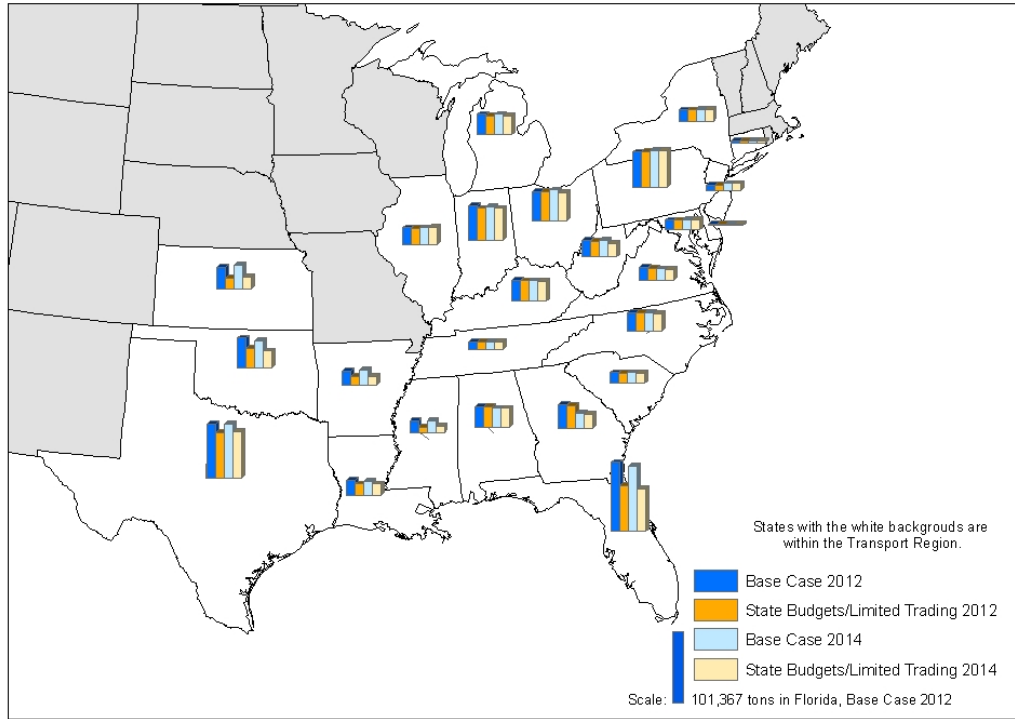 States with the white backgrouds are
within the Transport Region.
Base Case 2012
State Budgets/Limited Trading 2012
Base Case 2014
State Budgets/Limited Trading 2014
Scale: 101,367 tons in Florida, Base Case 2012